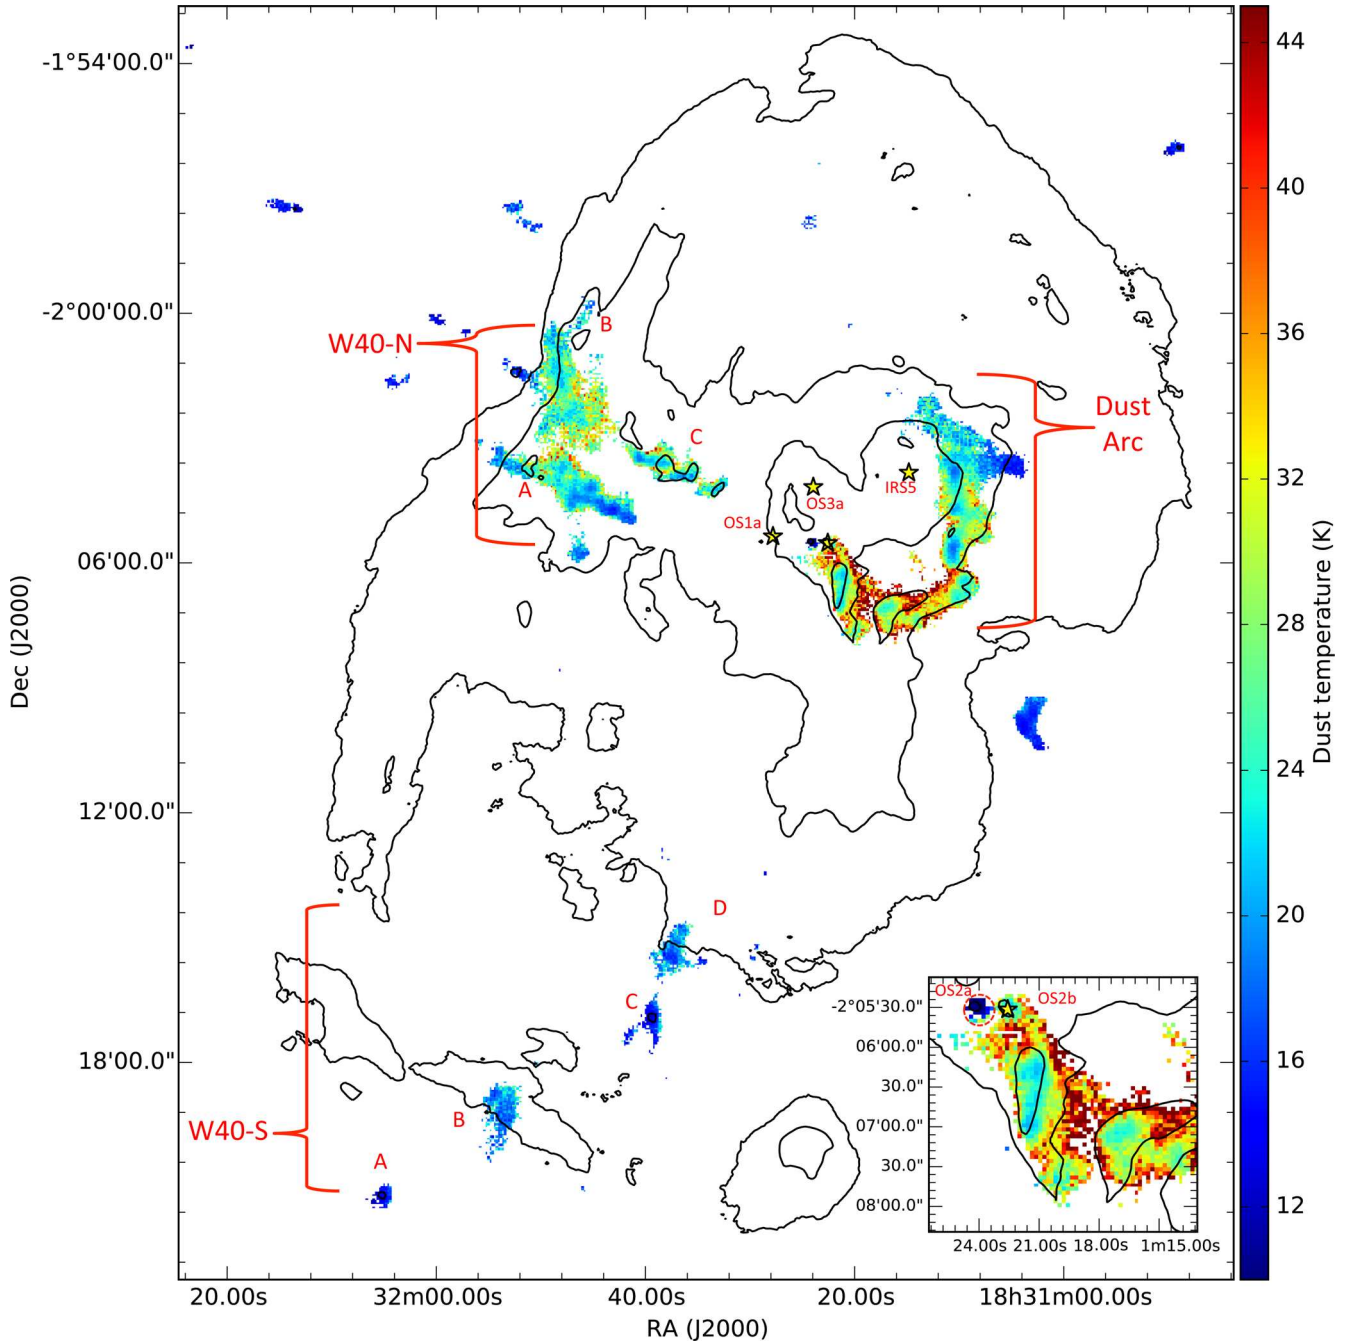 -1°54'00.0"
-2°00'00.0"
06'00.0"
12'00.0"
18'00.0"
Dec (J2000)
20.00s
32m00.00s
40.00s
20.00s
18h31m00.00s
RA (J2000)
W40-N
B
C
A
Dust
Arc
OS3a
IRS5
OS1a
D
C
B
A
W40-S
OS2a
OS2b
-2°05'30.0"
06'00.0"
30.0"
07'00.0"
30.0"
08'00.0"
24.00s
21.00s
18.00s
1m15.00s
44
40
36
32
28
24
20
16
12
Dust temperature (K)